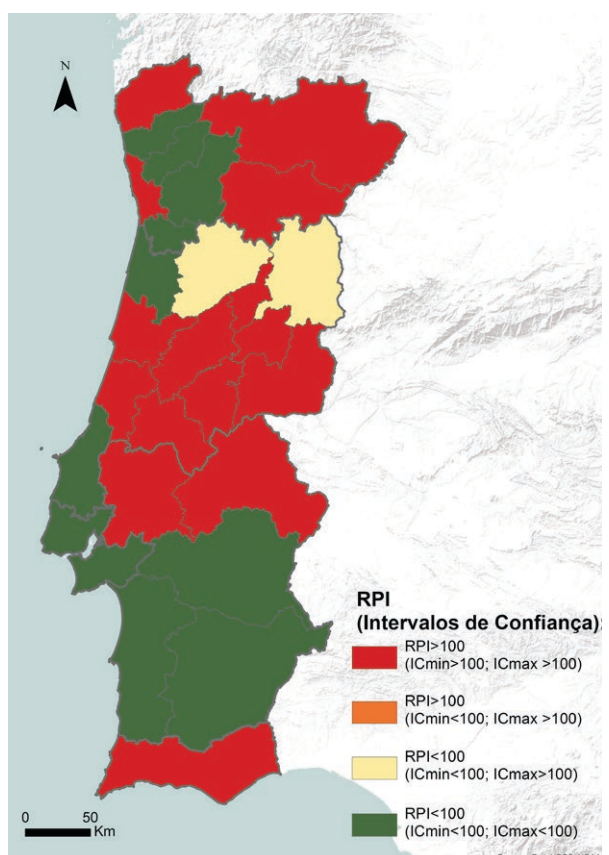 N
RPI
(Intervalos de Confiança):
RPI>100
(ICmin>100; ICmax >100)
RPI>100
(ICmin<100; ICmax >100)
RPI<100
(ICmin<100; ICmax>100)
RPI<100
(ICmin<100; ICmax<100)
0 50
Km